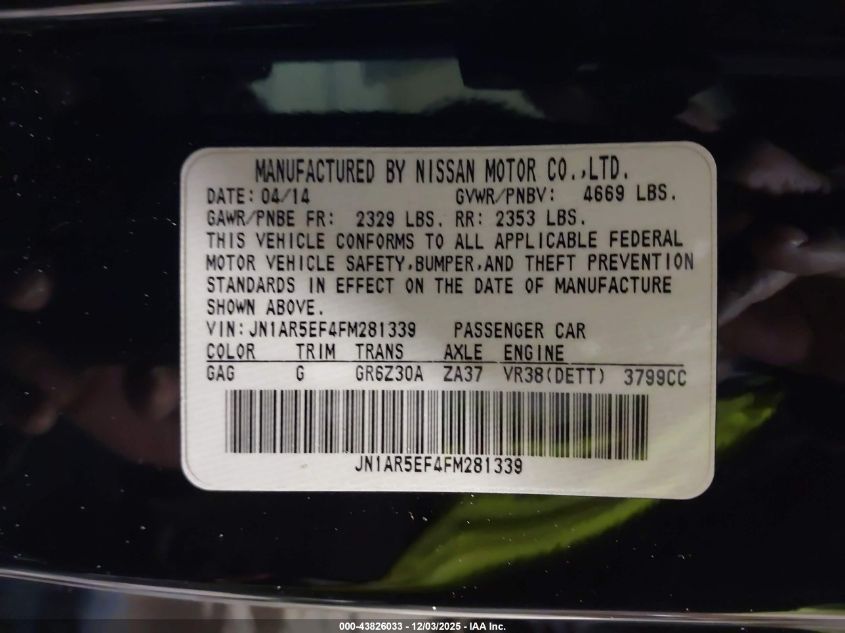 MANUFACTURED BY NISSAN MOTOR CO.,LTD.
DATE: 04/14 GVWR/PNBV: 4669 LBS.
GAWR/PNBE FR: 2329 LBS. RR: 2353 LBS.
THIS VEHICLE CONFORMS TO ALL APPLICABLE FEDERAL
MOTOR VEHICLE SAFETY,BUMPER,AND THEFT PREVENTION
STANDARDS IN EFFECT ON THE DATE OF MANUFACTURE
SHOWN ABOVE.
VIN: JN1AR5EF4FM281339 PASSENGER CAR
COLOR TRIM TRANS AXLE ENGINE
GAG G GR6Z30A ZA37 VR38(DETT) 3799CC
JN1AR5EF4FM281339
000-43826033 - 12/03/2025 - IAA Inc.